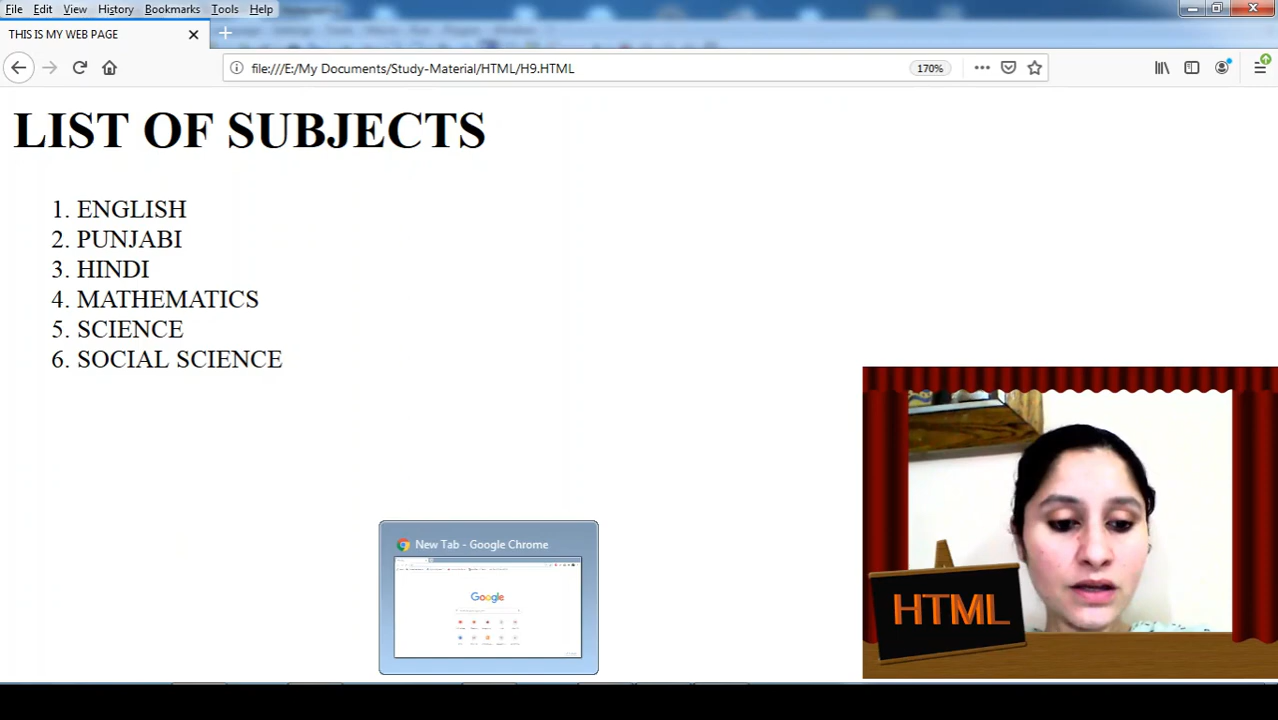 File Edit View History Bookmarks Tools Help
THIS IS MY WEB PAGE
file:///E:/My Documents/Study-Material/HTML/H9.HTML 170%
LIST OF SUBJECTS
1. ENGLISH
2. PUNJABI
3. HINDI
4. MATHEMATICS
5. SCIENCE
6. SOCIAL SCIENCE
New Tab - Google Chrome
Google
HTML